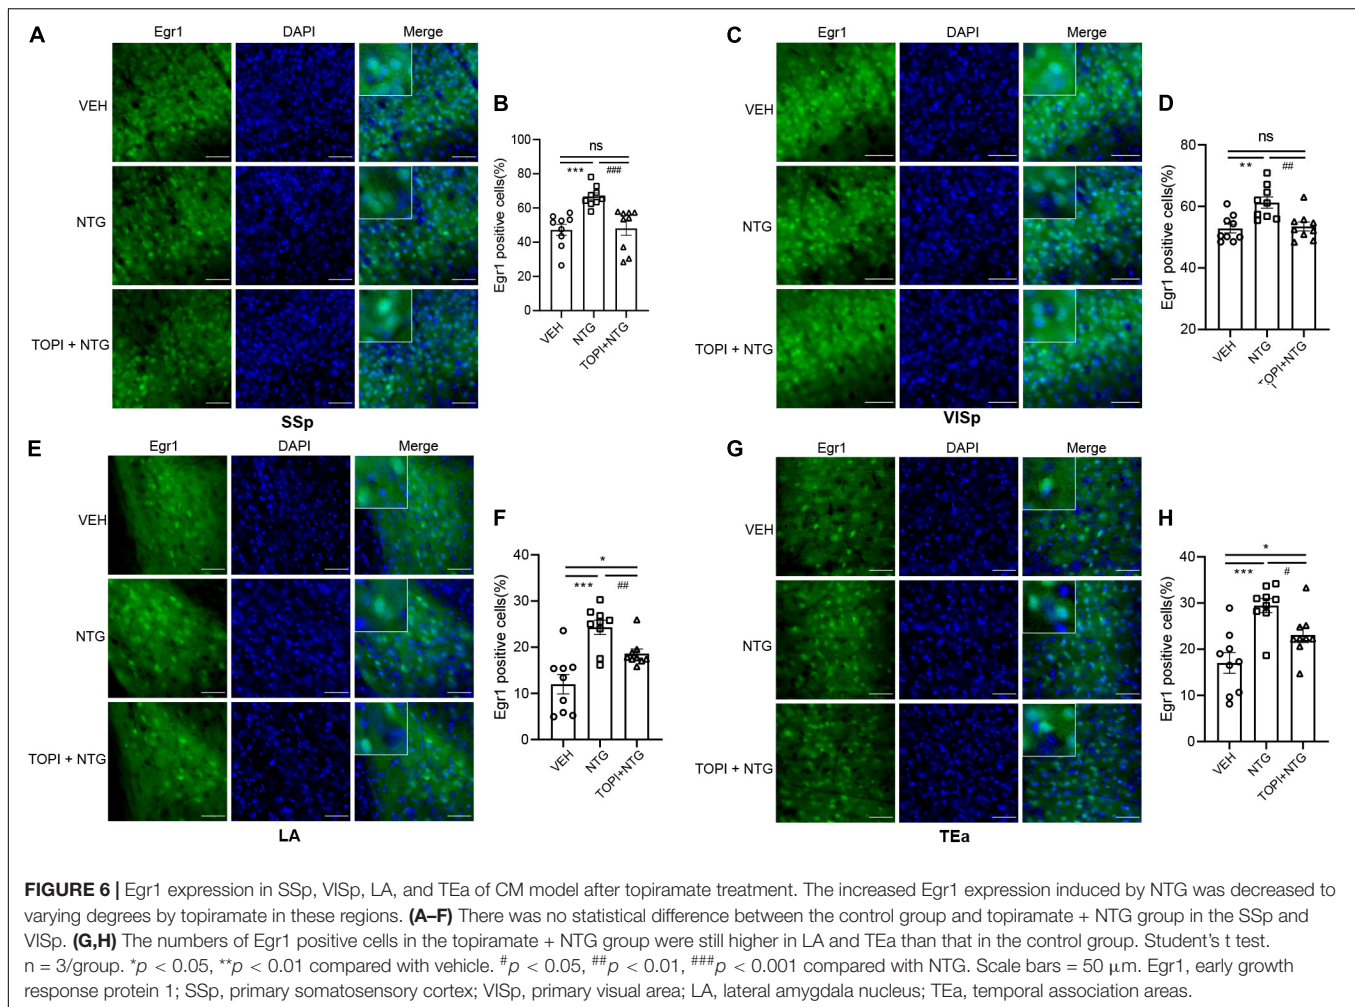 A
Egr1 DAPI Merge
VEH
NTG
TOPI + NTG
SSp
B
Egr1 positive cells(%)
100
80
60
40
20
0
ns
*** ###
VEH NTG TOPI+NTG
C
Egr1 DAPI Merge
VEH
NTG
TOPI + NTG
VISp
D
Egr1 positive cells(%)
80
60
40
20
ns
** ##
VEH NTG TOPI+NTG
E
Egr1 DAPI Merge
VEH
NTG
TOPI + NTG
LA
F
Egr1 positive cells(%)
40
30
20
10
0
*
*** ##
VEH NTG TOPI+NTG
G
Egr1 DAPI Merge
VEH
NTG
TOPI + NTG
TEa
H
Egr1 positive cells(%)
40
30
20
10
0
*
*** #
VEH NTG TOPI+NTG
FIGURE 6 | Egr1 expression in SSp, VISp, LA, and TEa of CM model after topiramate treatment. The increased Egr1 expression induced by NTG was decreased to
varying degrees by topiramate in these regions. (A–F) There was no statistical difference between the control group and topiramate + NTG group in the SSp and
VISp. (G,H) The numbers of Egr1 positive cells in the topiramate + NTG group were still higher in LA and TEa than that in the control group. Student's t test.
n = 3/group. *p < 0.05, **p < 0.01 compared with vehicle. #p < 0.05, ##p < 0.01, ###p < 0.001 compared with NTG. Scale bars = 50 μm. Egr1, early growth
response protein 1; SSp, primary somatosensory cortex; VISp, primary visual area; LA, lateral amygdala nucleus; TEa, temporal association areas.